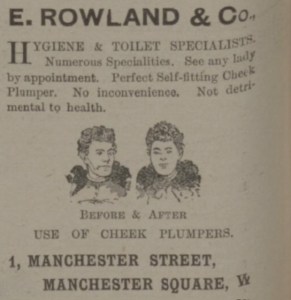 E. ROWLAND & Co.,
HYGIENE & TOILET SPECIALISTS.
Numerous Specialities. See any lady
by appointment. Perfect Self-fitting Cheek
Plumper. No inconvenience. Not detri-
mental to health.
BEFORE & AFTER
USE OF CHEEK PLUMPERS.
1, MANCHESTER STREET,
MANCHESTER SQUARE, W